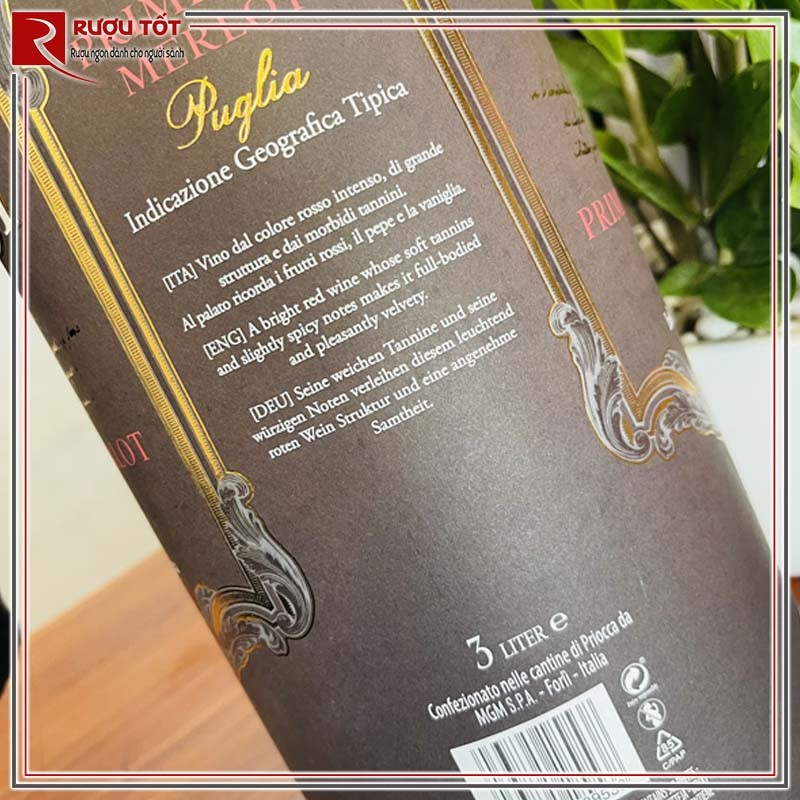 RƯỢU TỐT
Rượu ngon dành cho người sành
MERLOT
Puglia
Indicazione Geografica Tipica
[ITA] Vino dal colore rosso intenso, di grande
struttura e dai morbidi tannini.
Al palato ricorda i frutti rossi, il pepe e la vaniglia.
[ENG] A bright red wine whose soft tannins
and slightly spicy notes makes it full-bodied
and pleasantly velvety.
[DEU] Seine weichen Tannine und seine
würzigen Noten verleihen diesem leuchtend
roten Wein Struktur und eine angenehme
Samtheit.
3 LITER e
Confezionato nelle cantine di Priocca da
MGM S.P.A. - Forlì - Italia
85
C/PAP